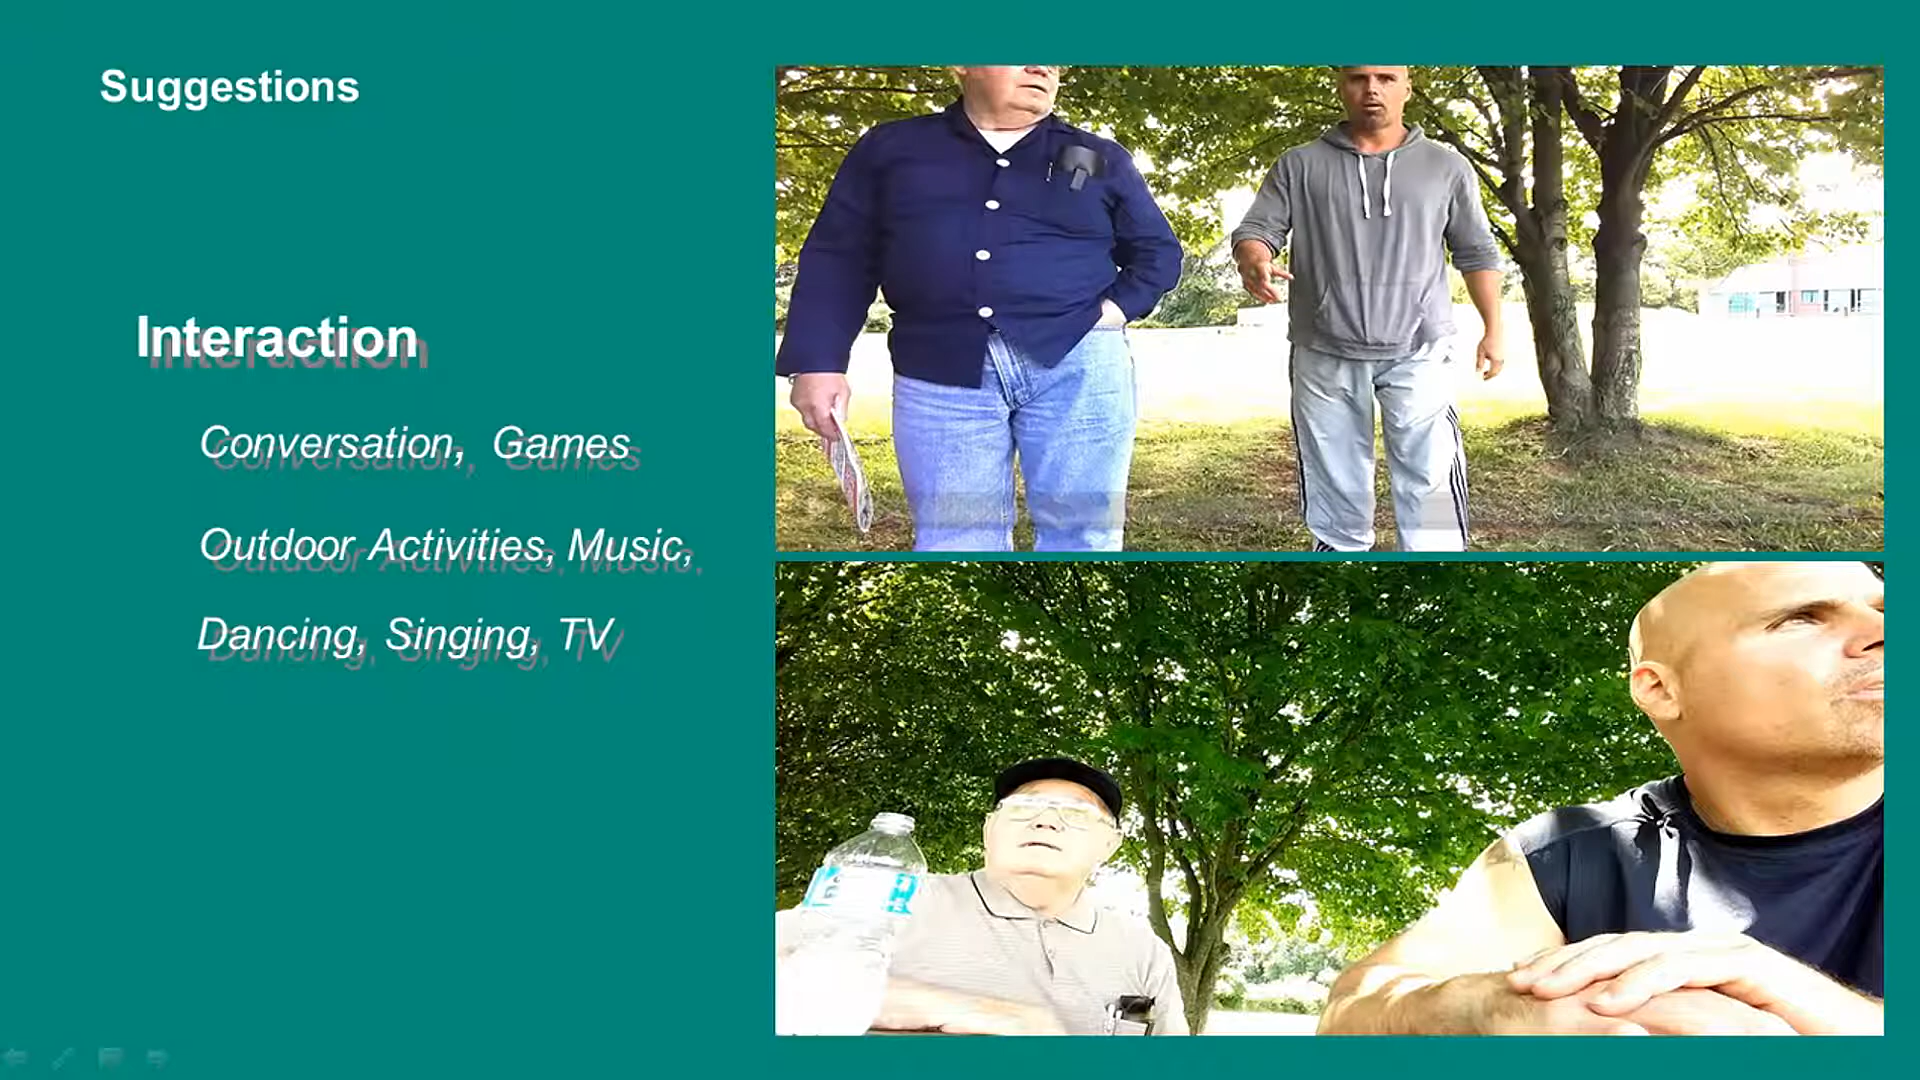 Suggestions
Interaction
Conversation, Games
Outdoor Activities, Music,
Dancing, Singing, TV